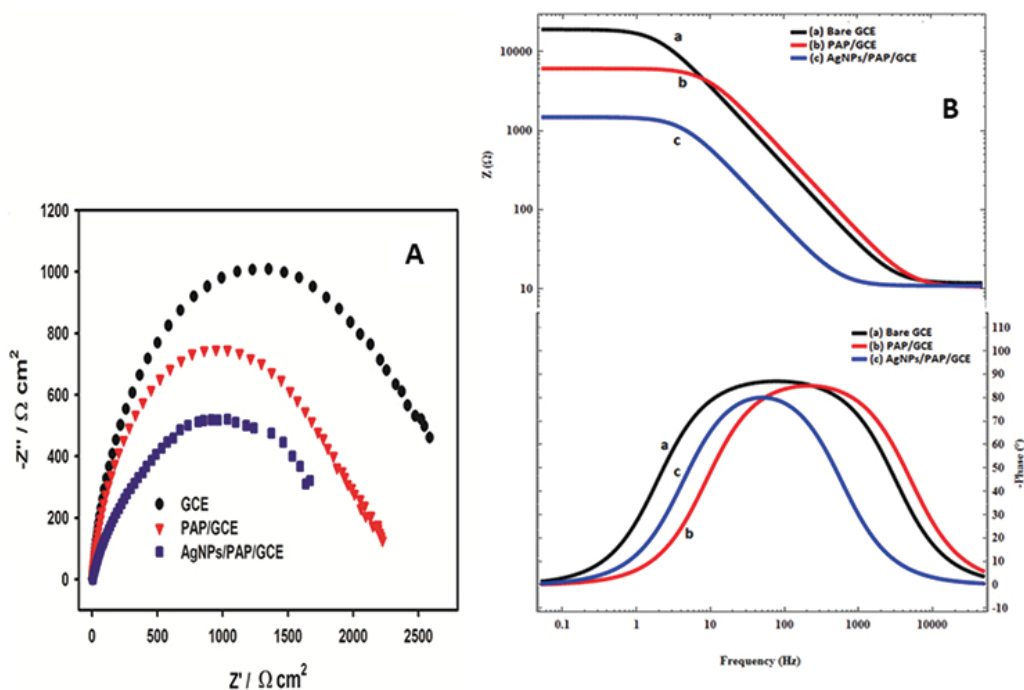 A
1200
1000
800
600
400
200
0
-Z'' / Ω cm²
GCE
PAP/GCE
AgNPs/PAP/GCE
0 500 1000 1500 2000 2500
Z' / Ω cm²
B
(a) Bare GCE
(b) PAP/GCE
(c) AgNPs/PAP/GCE
a
b
c
10000
1000
100
10
Z (Ω)
(a) Bare GCE
(b) PAP/GCE
(c) AgNPs/PAP/GCE
a
c
b
110
100
90
80
70
60
50
40
30
20
10
0
-10
-Phase (°)
0.1 1 10 100 1000 10000
Frequency (Hz)